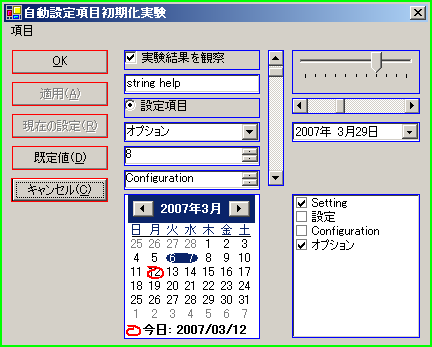 自動設定項目初期化実験
項目
OK
適用(A)
現在の設定(R)
既定値(D)
キャンセル(C)
実験結果を観察
string help
設定項目
オプション
8
Configuration
2007年3月
日 月 火 水 木 金 土
25 26 27 28 1 2 3
4 5 6 7 8 9 10
11 12 13 14 15 16 17
18 19 20 21 22 23 24
25 26 27 28 29 30 31
1 2 3 4 5 6 7
今日: 2007/03/12
2007年 3月29日
Setting
設定
Configuration
オプション